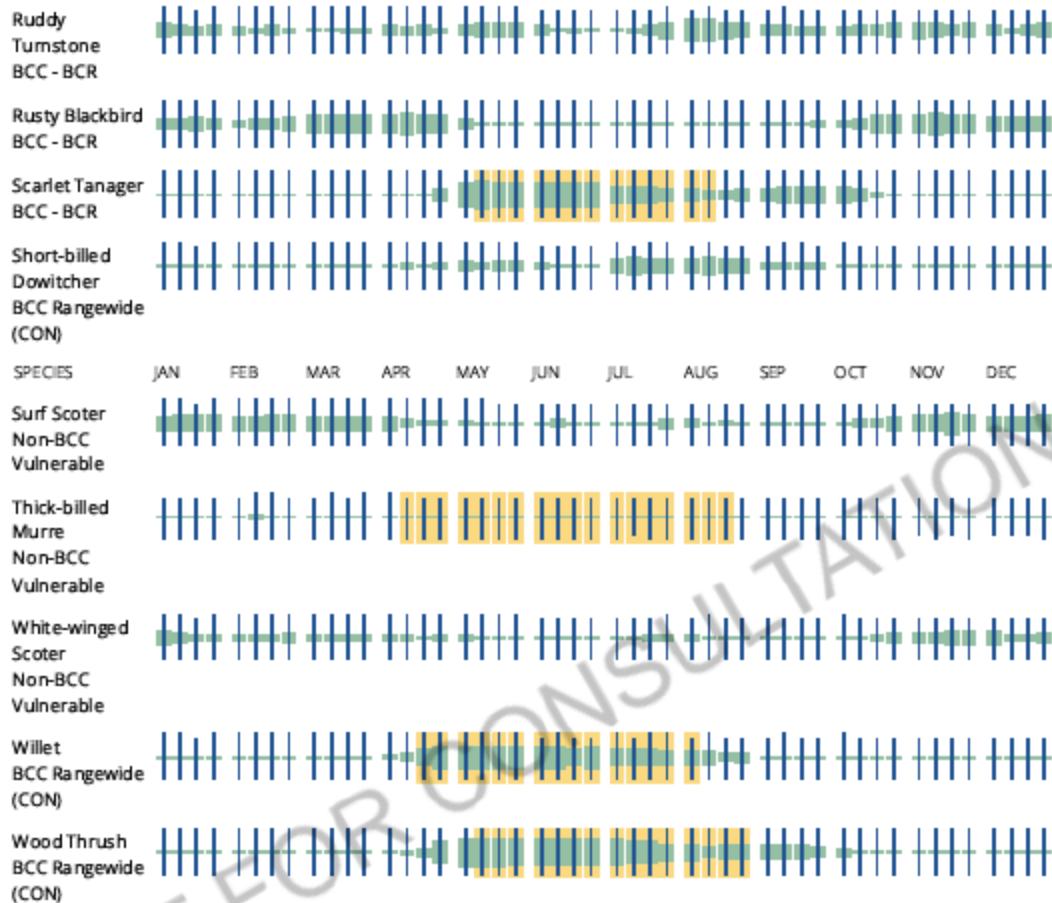 Ruddy
Turnstone
BCC - BCR
Rusty Blackbird
BCC - BCR
Scarlet Tanager
BCC - BCR
Short-billed
Dowitcher
BCC Rangewide
(CON)
SPECIES JAN FEB MAR APR MAY JUN JUL AUG SEP OCT NOV DEC
Surf Scoter
Non-BCC
Vulnerable
Thick-billed
Murre
Non-BCC
Vulnerable
White-winged
Scoter
Non-BCC
Vulnerable
Willet
BCC Rangewide
(CON)
Wood Thrush
BCC Rangewide
(CON)
FOR CONSULTATION